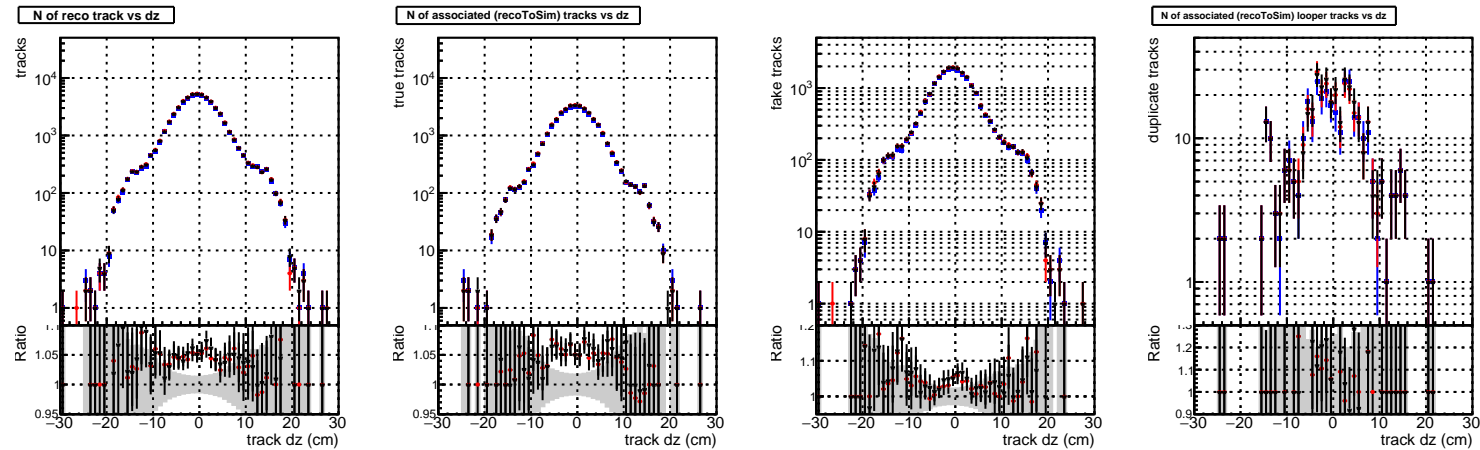 N of reco track vs dz
tracks
10⁴
10³
10²
10
1
Ratio
1.05
1
0.95
−30 −20 −10 0 10 20 30
track dz (cm)
N of associated (recoToSim) tracks vs dz
true tracks
10⁴
10³
10²
10
1
Ratio
1.05
1
0.95
−30 −20 −10 0 10 20 30
track dz (cm)
fake tracks
10³
10²
10
1
Ratio
1.2
1.1
1
−30 −20 −10 0 10 20 30
track dz (cm)
N of associated (recoToSim) looper tracks vs dz
duplicate tracks
10
1
Ratio
1.3
1.2
1.1
1
0.9
−30 −20 −10 0 10 20 30
track dz (cm)